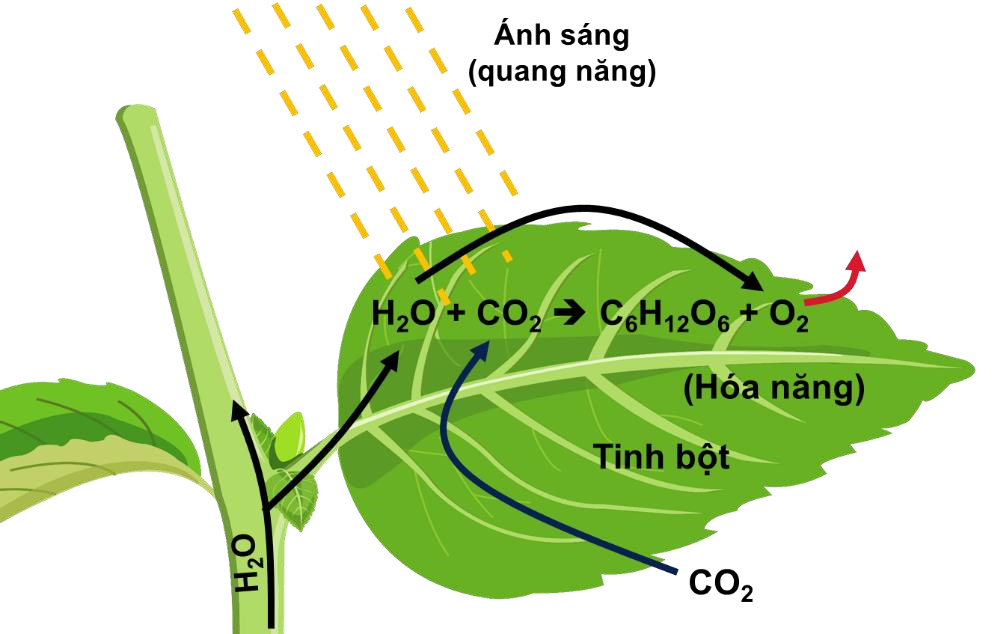 Ánh sáng
(quang năng)
H₂O + CO₂ ➔ C₆H₁₂O₆ + O₂
(Hóa năng)
Tinh bột
H₂O
CO₂